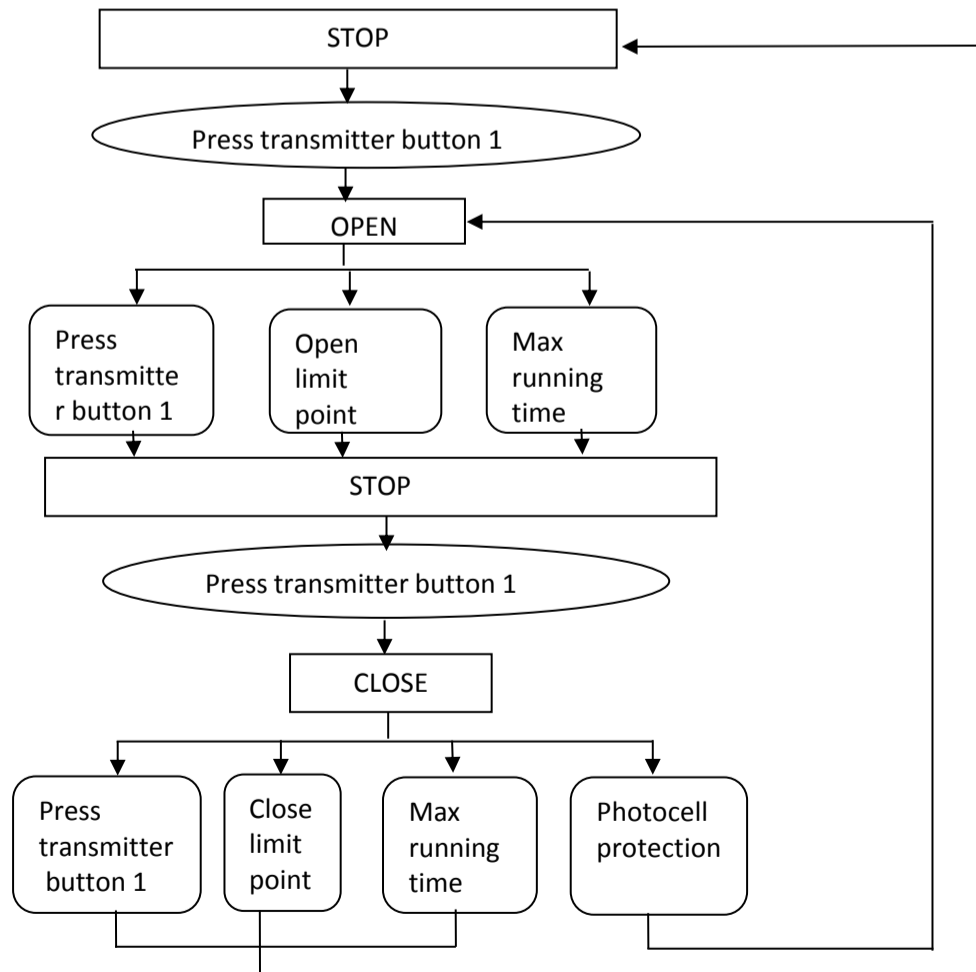 STOP
Press transmitter button 1
OPEN
Press
transmitte
r button 1
Open
limit
point
Max
running
time
STOP
Press transmitter button 1
CLOSE
Press
transmitter
button 1
Close
limit
point
Max
running
time
Photocell
protection